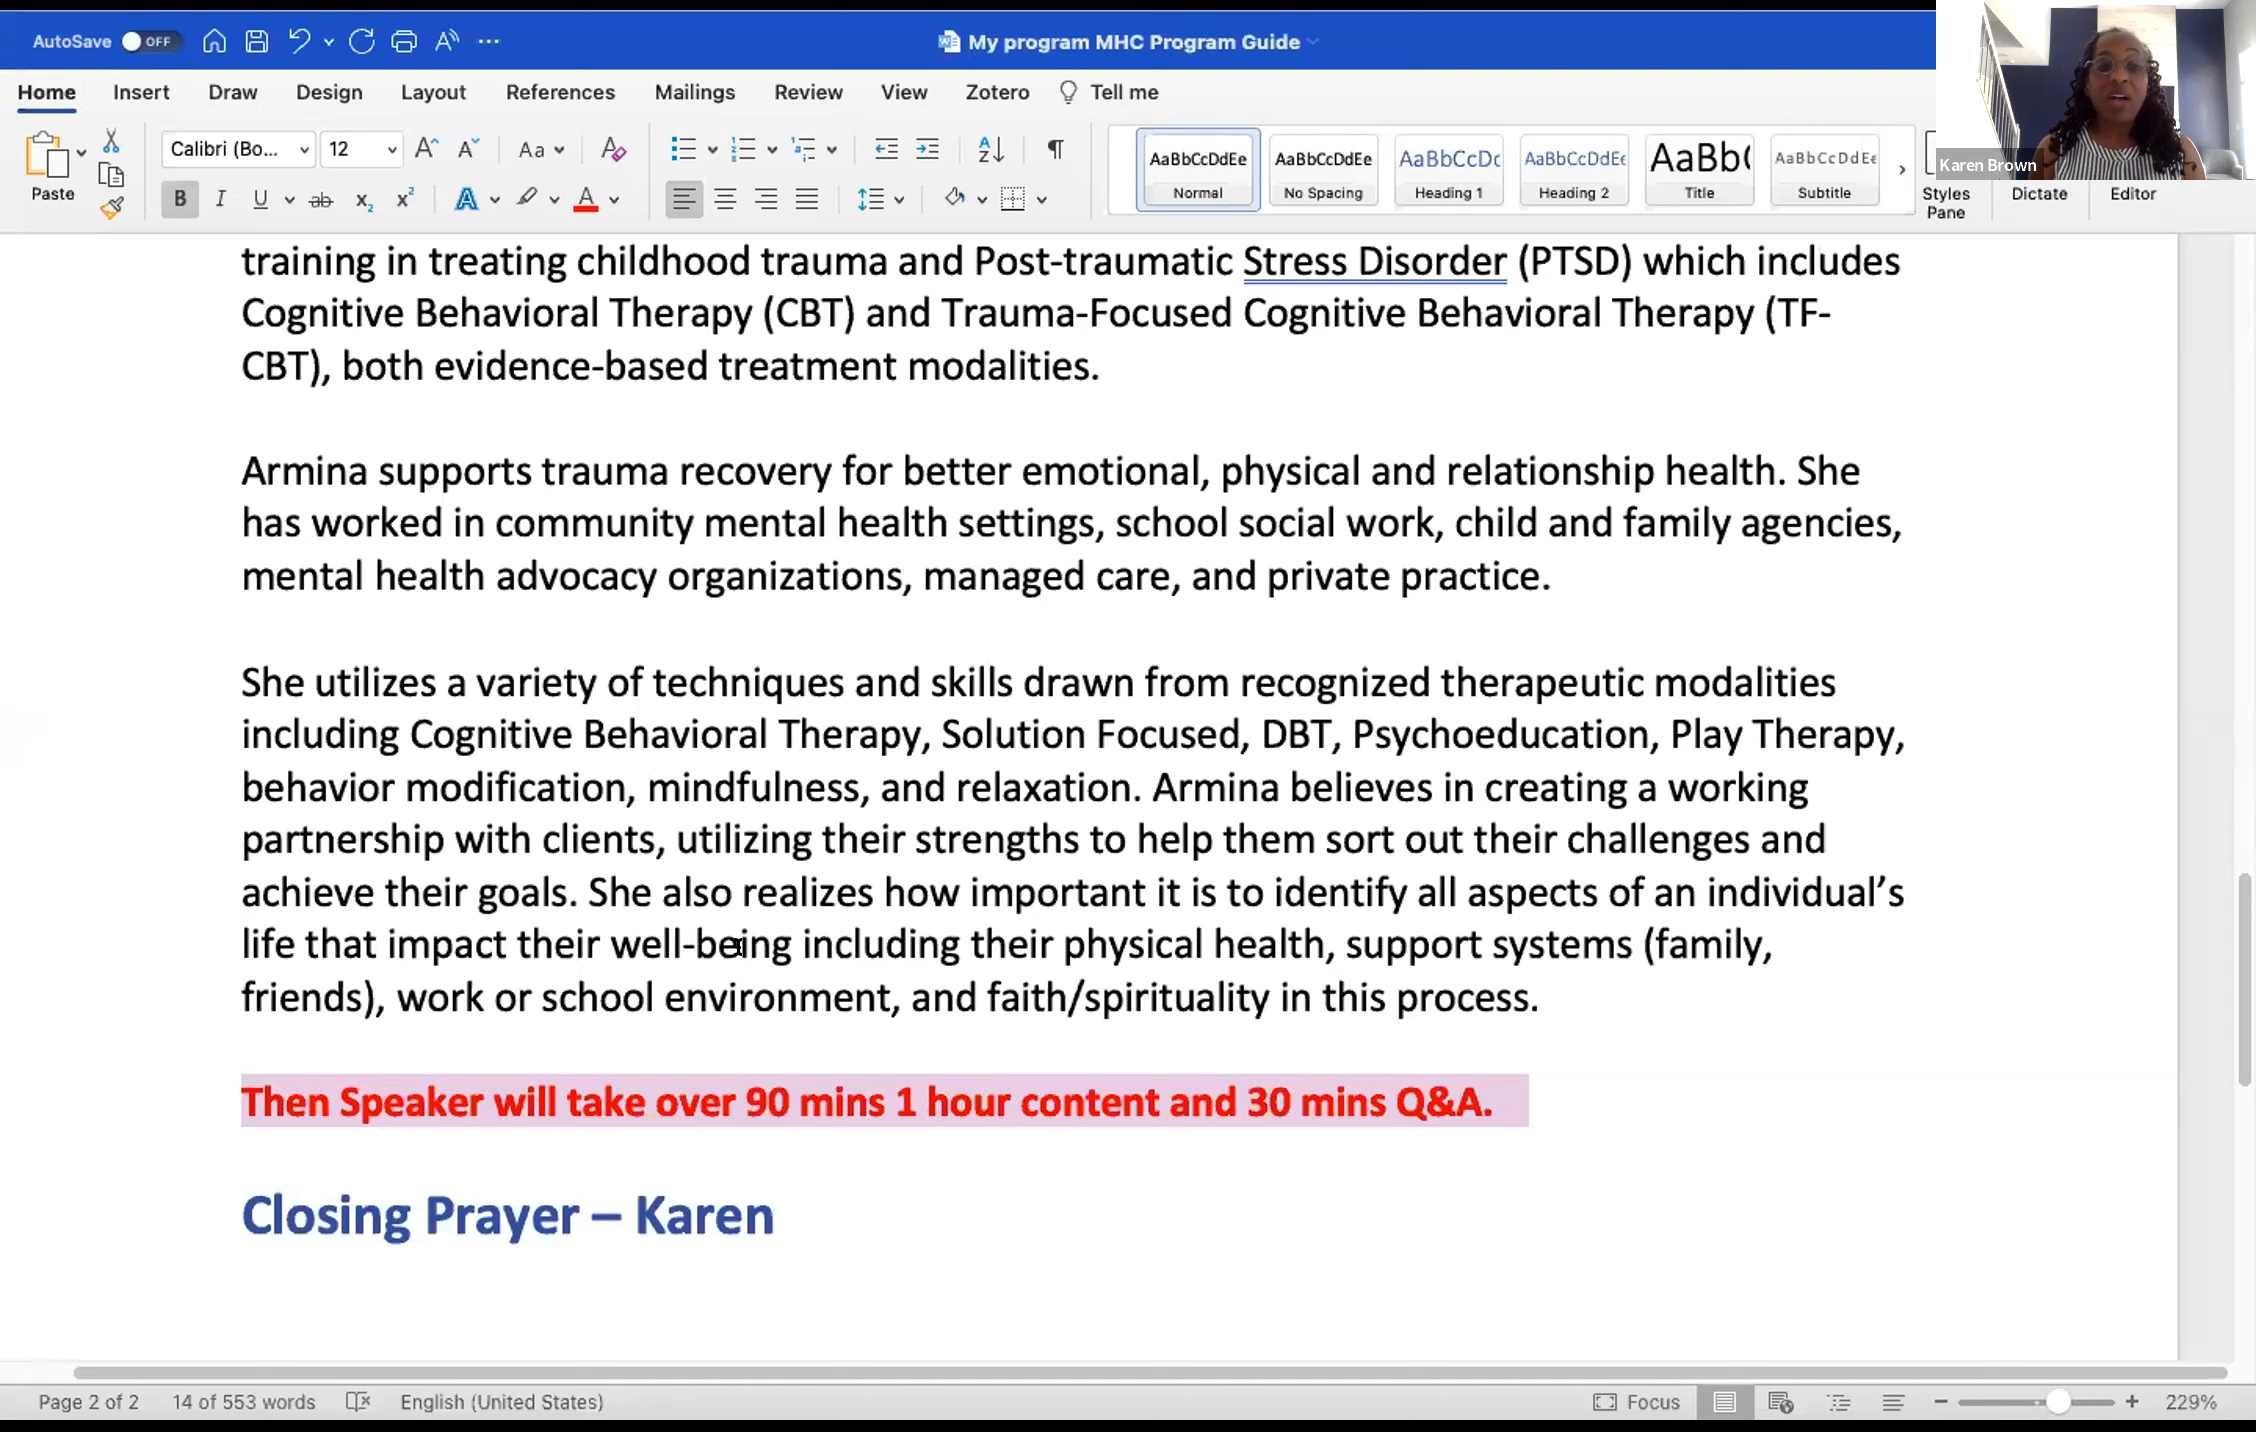 AutoSave OFF
My program MHC Program Guide
Home Insert Draw Design Layout References Mailings Review View Zotero Tell me
Paste
Calibri (Bo... 12 Aa
B I U ab x2 x2 A A
AaBbCcDdEe AaBbCcDdEe AaBbCcDc AaBbCcDdEe AaBb( AaBbCcDdEe
Normal No Spacing Heading 1 Heading 2 Title Subtitle
Styles Pane
Dictate
Editor
Karen Brown
training in treating childhood trauma and Post-traumatic Stress Disorder (PTSD) which includes
Cognitive Behavioral Therapy (CBT) and Trauma-Focused Cognitive Behavioral Therapy (TF-
CBT), both evidence-based treatment modalities.
Armina supports trauma recovery for better emotional, physical and relationship health. She
has worked in community mental health settings, school social work, child and family agencies,
mental health advocacy organizations, managed care, and private practice.
She utilizes a variety of techniques and skills drawn from recognized therapeutic modalities
including Cognitive Behavioral Therapy, Solution Focused, DBT, Psychoeducation, Play Therapy,
behavior modification, mindfulness, and relaxation. Armina believes in creating a working
partnership with clients, utilizing their strengths to help them sort out their challenges and
achieve their goals. She also realizes how important it is to identify all aspects of an individual’s
life that impact their well-being including their physical health, support systems (family,
friends), work or school environment, and faith/spirituality in this process.
Then Speaker will take over 90 mins 1 hour content and 30 mins Q&A.
Closing Prayer – Karen
Page 2 of 2 14 of 553 words English (United States) Focus 229%